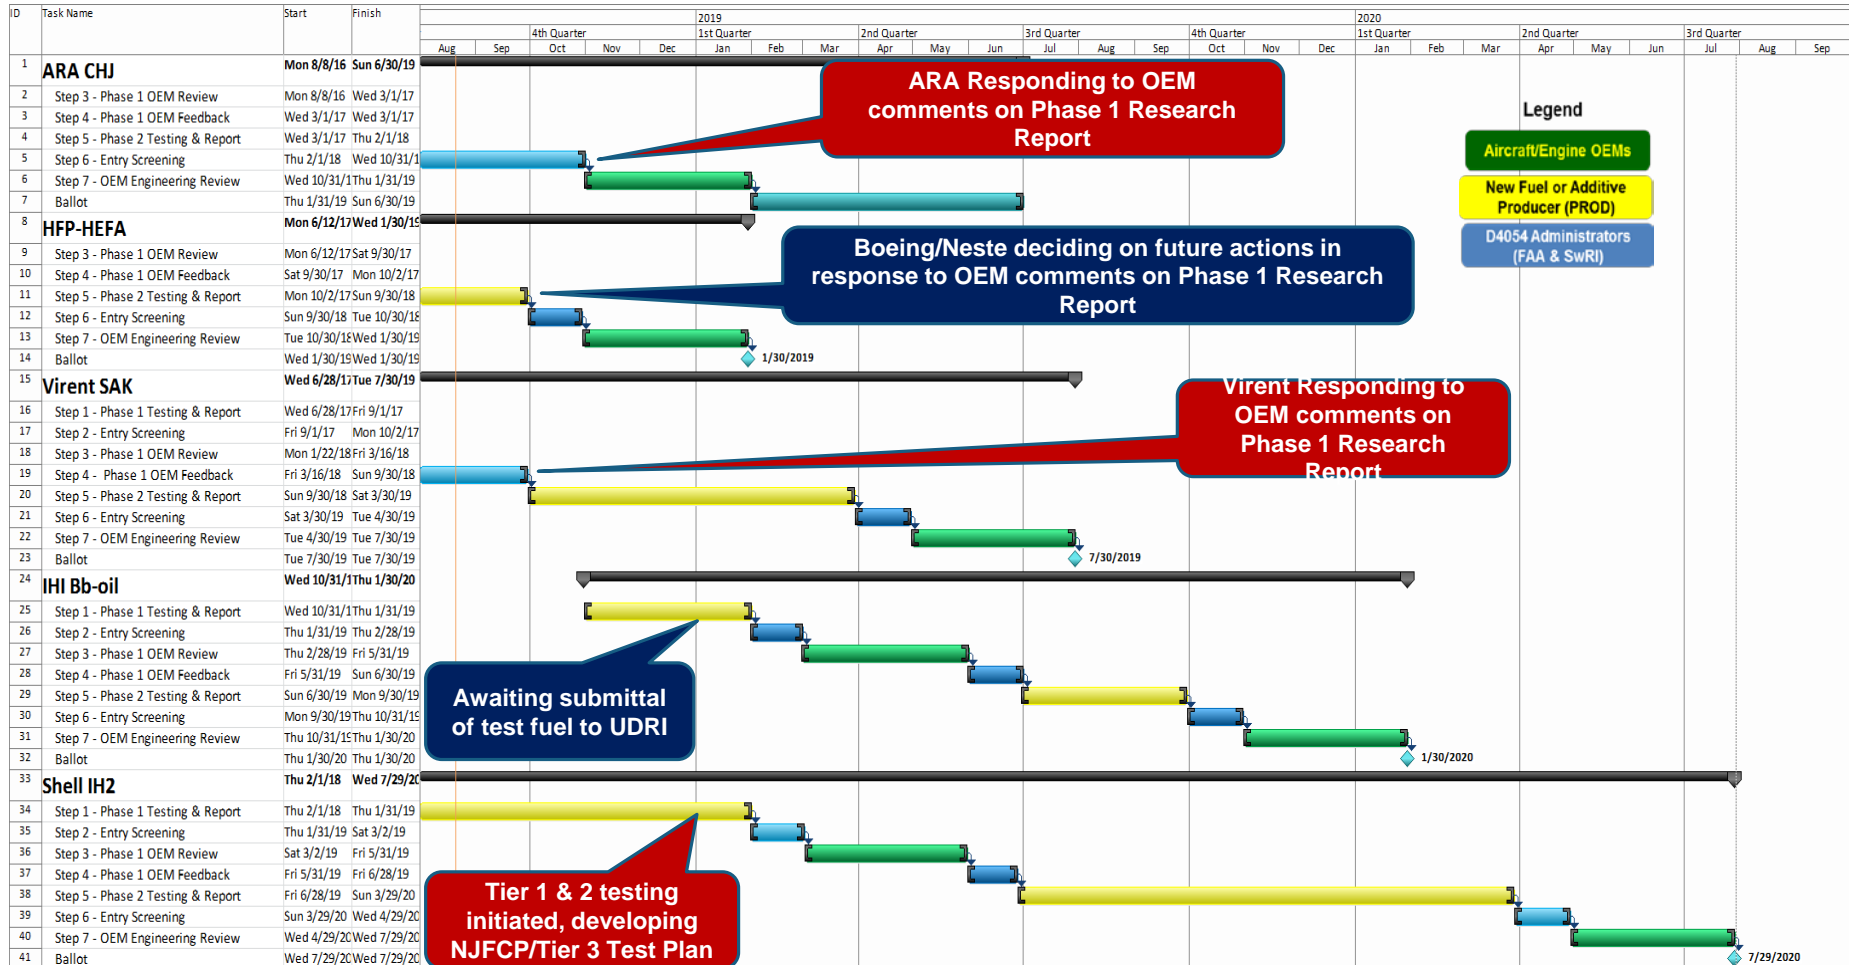 ID Task Name Start Finish
2019 2020
4th Quarter 1st Quarter 2nd Quarter 3rd Quarter 4th Quarter 1st Quarter 2nd Quarter 3rd Quarter
Aug Sep Oct Nov Dec Jan Feb Mar Apr May Jun Jul Aug Sep Oct Nov Dec Jan Feb Mar Apr May Jun Jul Aug Sep
1 ARA CHJ Mon 8/8/16 Sun 6/30/19
2 Step 3 - Phase 1 OEM Review Mon 8/8/16 Wed 3/1/17
3 Step 4 - Phase 1 OEM Feedback Wed 3/1/17 Wed 3/1/17
4 Step 5 - Phase 2 Testing & Report Wed 3/1/17 Thu 2/1/18
5 Step 6 - Entry Screening Thu 2/1/18 Wed 10/31/1
6 Step 7 - OEM Engineering Review Wed 10/31/1 Thu 1/31/19
7 Ballot Thu 1/31/19 Sun 6/30/19
8 HFP-HEFA Mon 6/12/17 Wed 1/30/19
9 Step 3 - Phase 1 OEM Review Mon 6/12/17 Sat 9/30/17
10 Step 4 - Phase 1 OEM Feedback Sat 9/30/17 Mon 10/2/17
11 Step 5 - Phase 2 Testing & Report Mon 10/2/17 Sun 9/30/18
12 Step 6 - Entry Screening Sun 9/30/18 Tue 10/30/18
13 Step 7 - OEM Engineering Review Tue 10/30/18 Wed 1/30/19
14 Ballot Wed 1/30/19 Wed 1/30/19
1/30/2019
15 Virent SAK Wed 6/28/17 Tue 7/30/19
16 Step 1 - Phase 1 Testing & Report Wed 6/28/17 Fri 9/1/17
17 Step 2 - Entry Screening Fri 9/1/17 Mon 10/2/17
18 Step 3 - Phase 1 OEM Review Mon 1/22/18 Fri 3/16/18
19 Step 4 - Phase 1 OEM Feedback Fri 3/16/18 Sun 9/30/18
20 Step 5 - Phase 2 Testing & Report Sun 9/30/18 Sat 3/30/19
21 Step 6 - Entry Screening Sat 3/30/19 Tue 4/30/19
22 Step 7 - OEM Engineering Review Tue 4/30/19 Tue 7/30/19
23 Ballot Tue 7/30/19 Tue 7/30/19
7/30/2019
24 IHI Bb-oil Wed 10/31/1 Thu 1/30/20
25 Step 1 - Phase 1 Testing & Report Wed 10/31/1 Thu 1/31/19
26 Step 2 - Entry Screening Thu 1/31/19 Thu 2/28/19
27 Step 3 - Phase 1 OEM Review Thu 2/28/19 Fri 5/31/19
28 Step 4 - Phase 1 OEM Feedback Fri 5/31/19 Sun 6/30/19
29 Step 5 - Phase 2 Testing & Report Sun 6/30/19 Mon 9/30/19
30 Step 6 - Entry Screening Mon 9/30/19 Thu 10/31/19
31 Step 7 - OEM Engineering Review Thu 10/31/19 Thu 1/30/20
32 Ballot Thu 1/30/20 Thu 1/30/20
1/30/2020
33 Shell IH2 Thu 2/1/18 Wed 7/29/20
34 Step 1 - Phase 1 Testing & Report Thu 2/1/18 Thu 1/31/19
35 Step 2 - Entry Screening Thu 1/31/19 Sat 3/2/19
36 Step 3 - Phase 1 OEM Review Sat 3/2/19 Fri 5/31/19
37 Step 4 - Phase 1 OEM Feedback Fri 5/31/19 Fri 6/28/19
38 Step 5 - Phase 2 Testing & Report Fri 6/28/19 Sun 3/29/20
39 Step 6 - Entry Screening Sun 3/29/20 Wed 4/29/20
40 Step 7 - OEM Engineering Review Wed 4/29/20 Wed 7/29/20
41 Ballot Wed 7/29/20 Wed 7/29/20
7/29/2020
ARA Responding to OEM
comments on Phase 1 Research
Report
Legend
Aircraft/Engine OEMs
New Fuel or Additive
Producer (PROD)
D4054 Administrators
(FAA & SwRI)
Boeing/Neste deciding on future actions in
response to OEM comments on Phase 1 Research
Report
Virent Responding to
OEM comments on
Phase 1 Research
Report
Awaiting submittal
of test fuel to UDRI
Tier 1 & 2 testing
initiated, developing
NJFCP/Tier 3 Test Plan